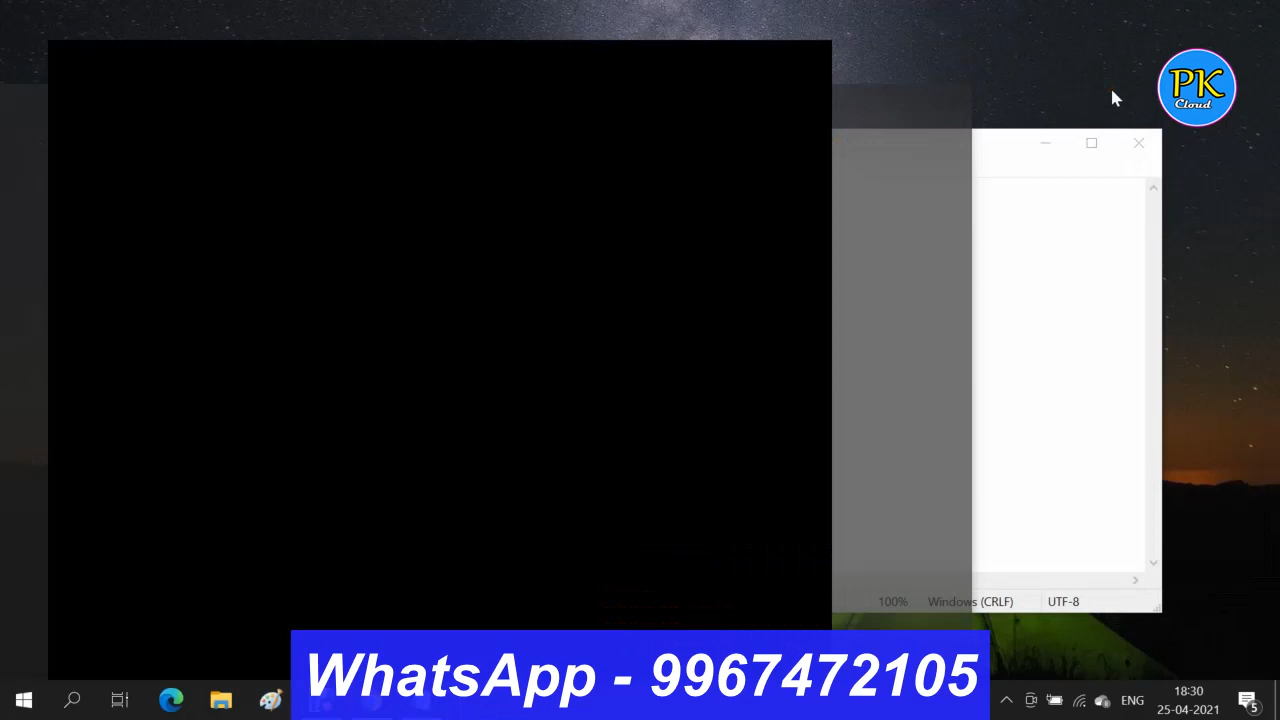 PK
Cloud
100%
Windows (CRLF)
UTF-8
WhatsApp - 9967472105
ENG
18:30
25-04-2021
5